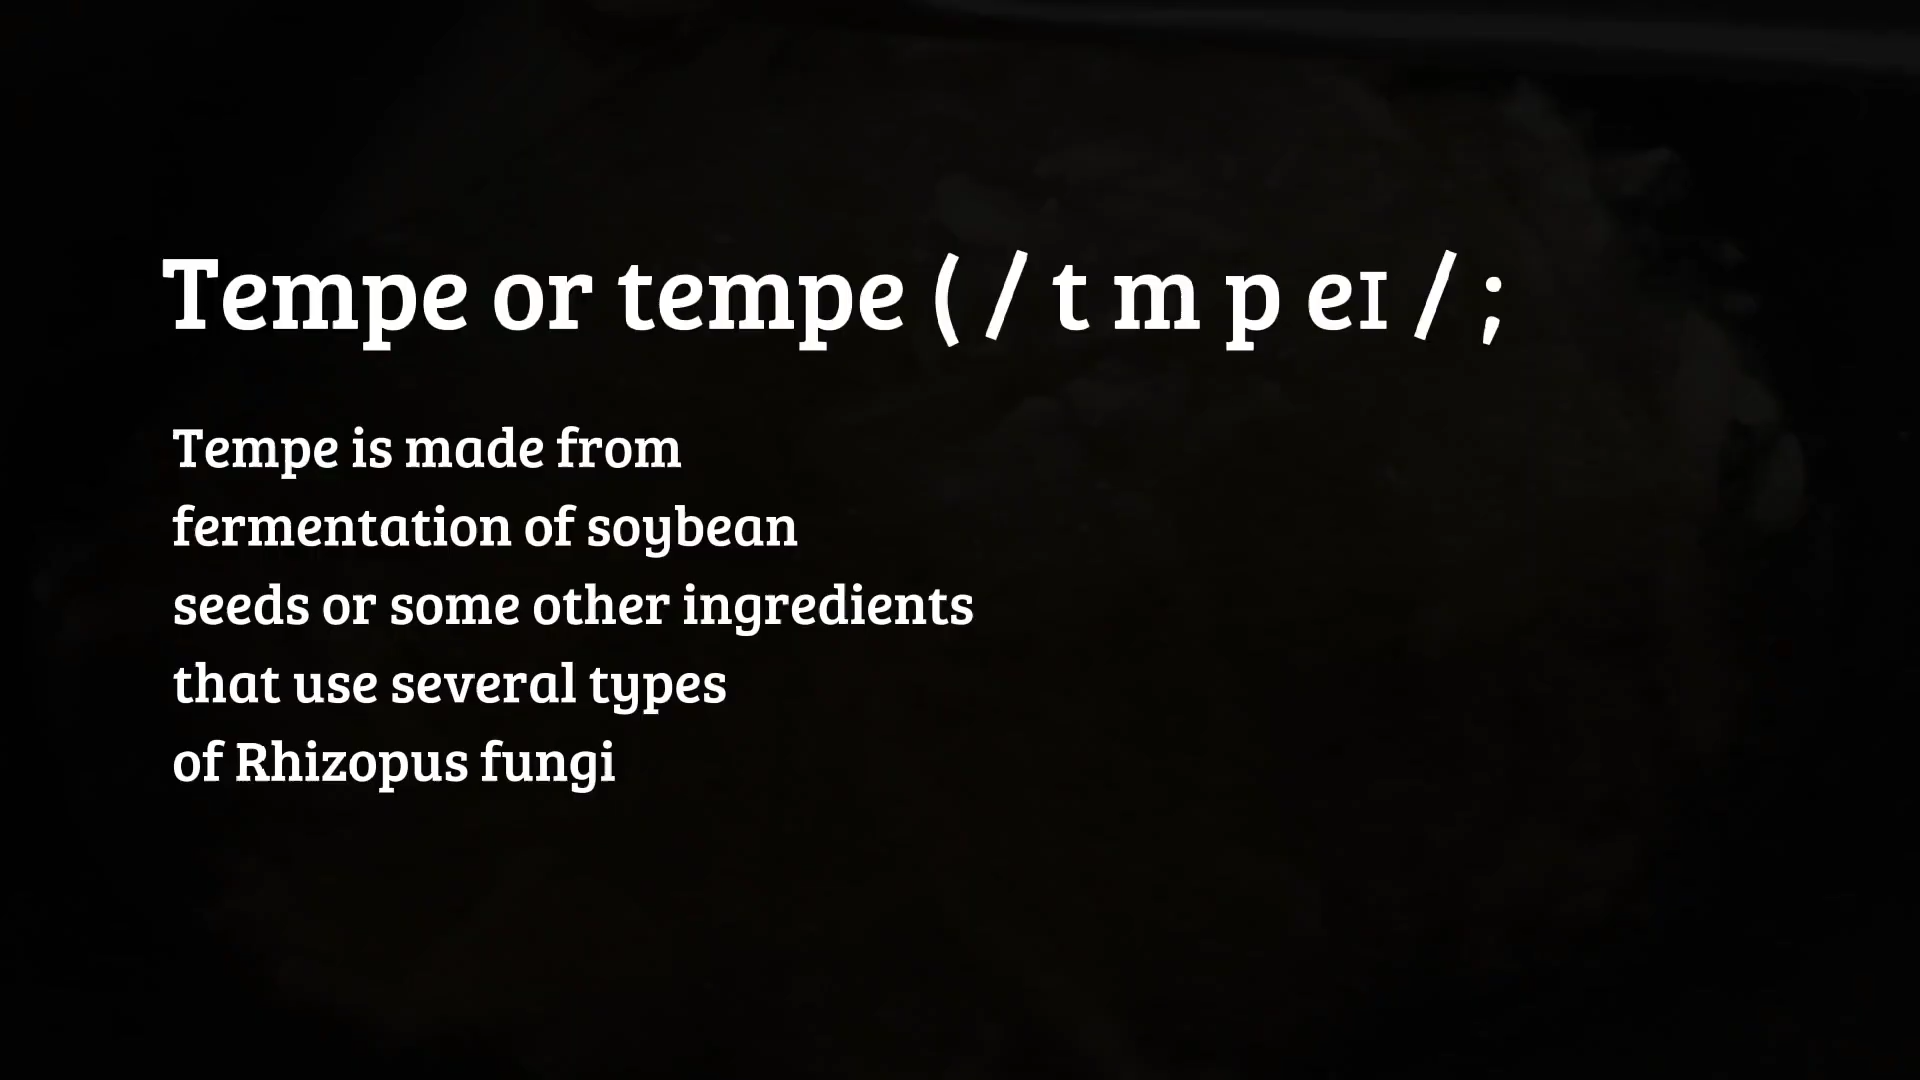 Tempe or tempe ( / t m p eɪ / ;
Tempe is made from
fermentation of soybean
seeds or some other ingredients
that use several types
of Rhizopus fungi